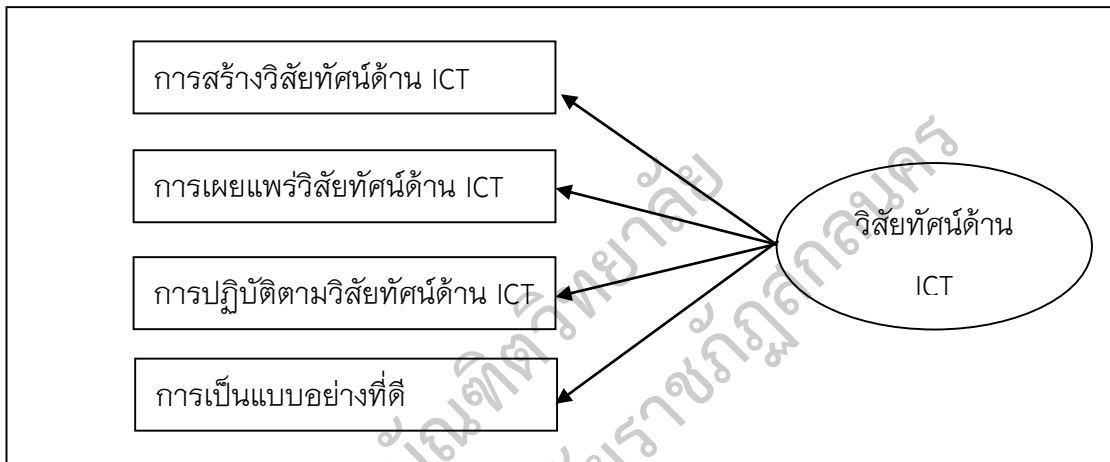 การสร้างวิสัยทัศน์ด้าน ICT
การเผยแพร่วิสัยทัศน์ด้าน ICT
การปฏิบัติตามวิสัยทัศน์ด้าน ICT
การเป็นแบบอย่างที่ดี
วิสัยทัศน์ด้าน
ICT